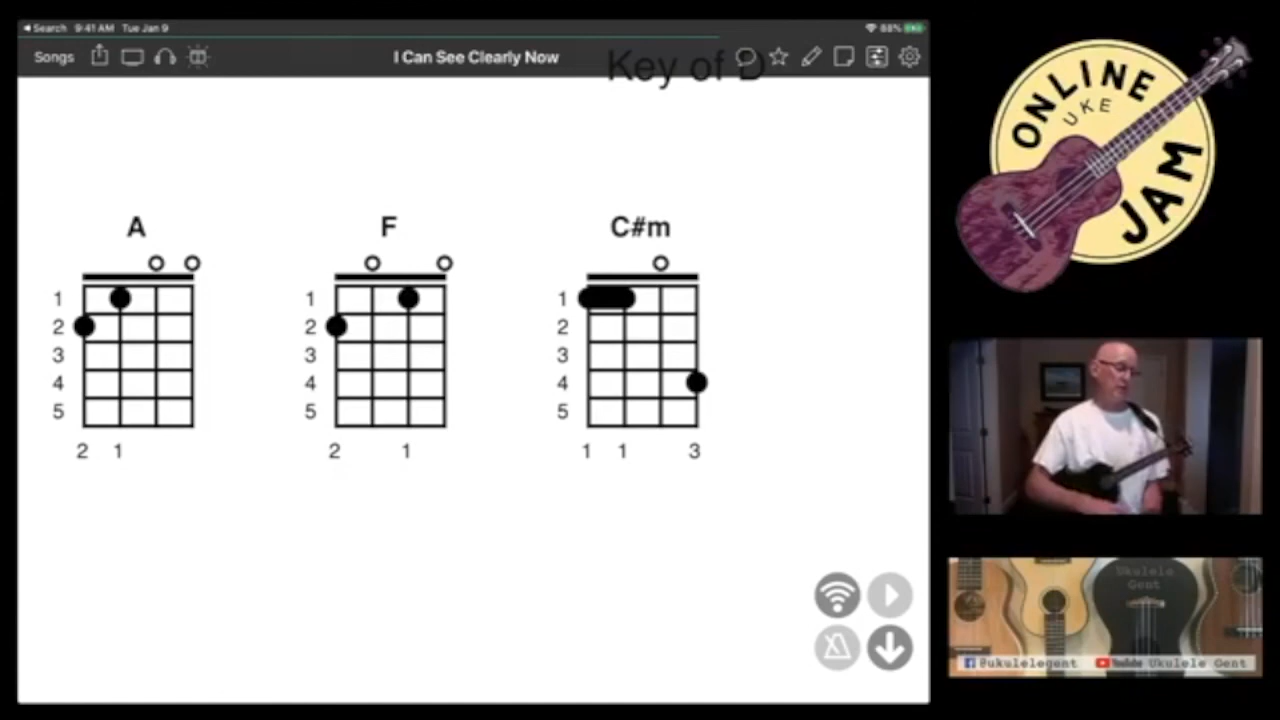 Search 9:41 AM Tue Jan 9 88%
Songs I Can See Clearly Now
Key of D
A F C#m
1 1 1
2 2 2
3 3 3
4 4 4
5 5 5
2 1 2 1 1 1 3
ONLINE
UKE
JAM
Ukulele
Gent
@ukulelegent YouTube Ukulele Gent